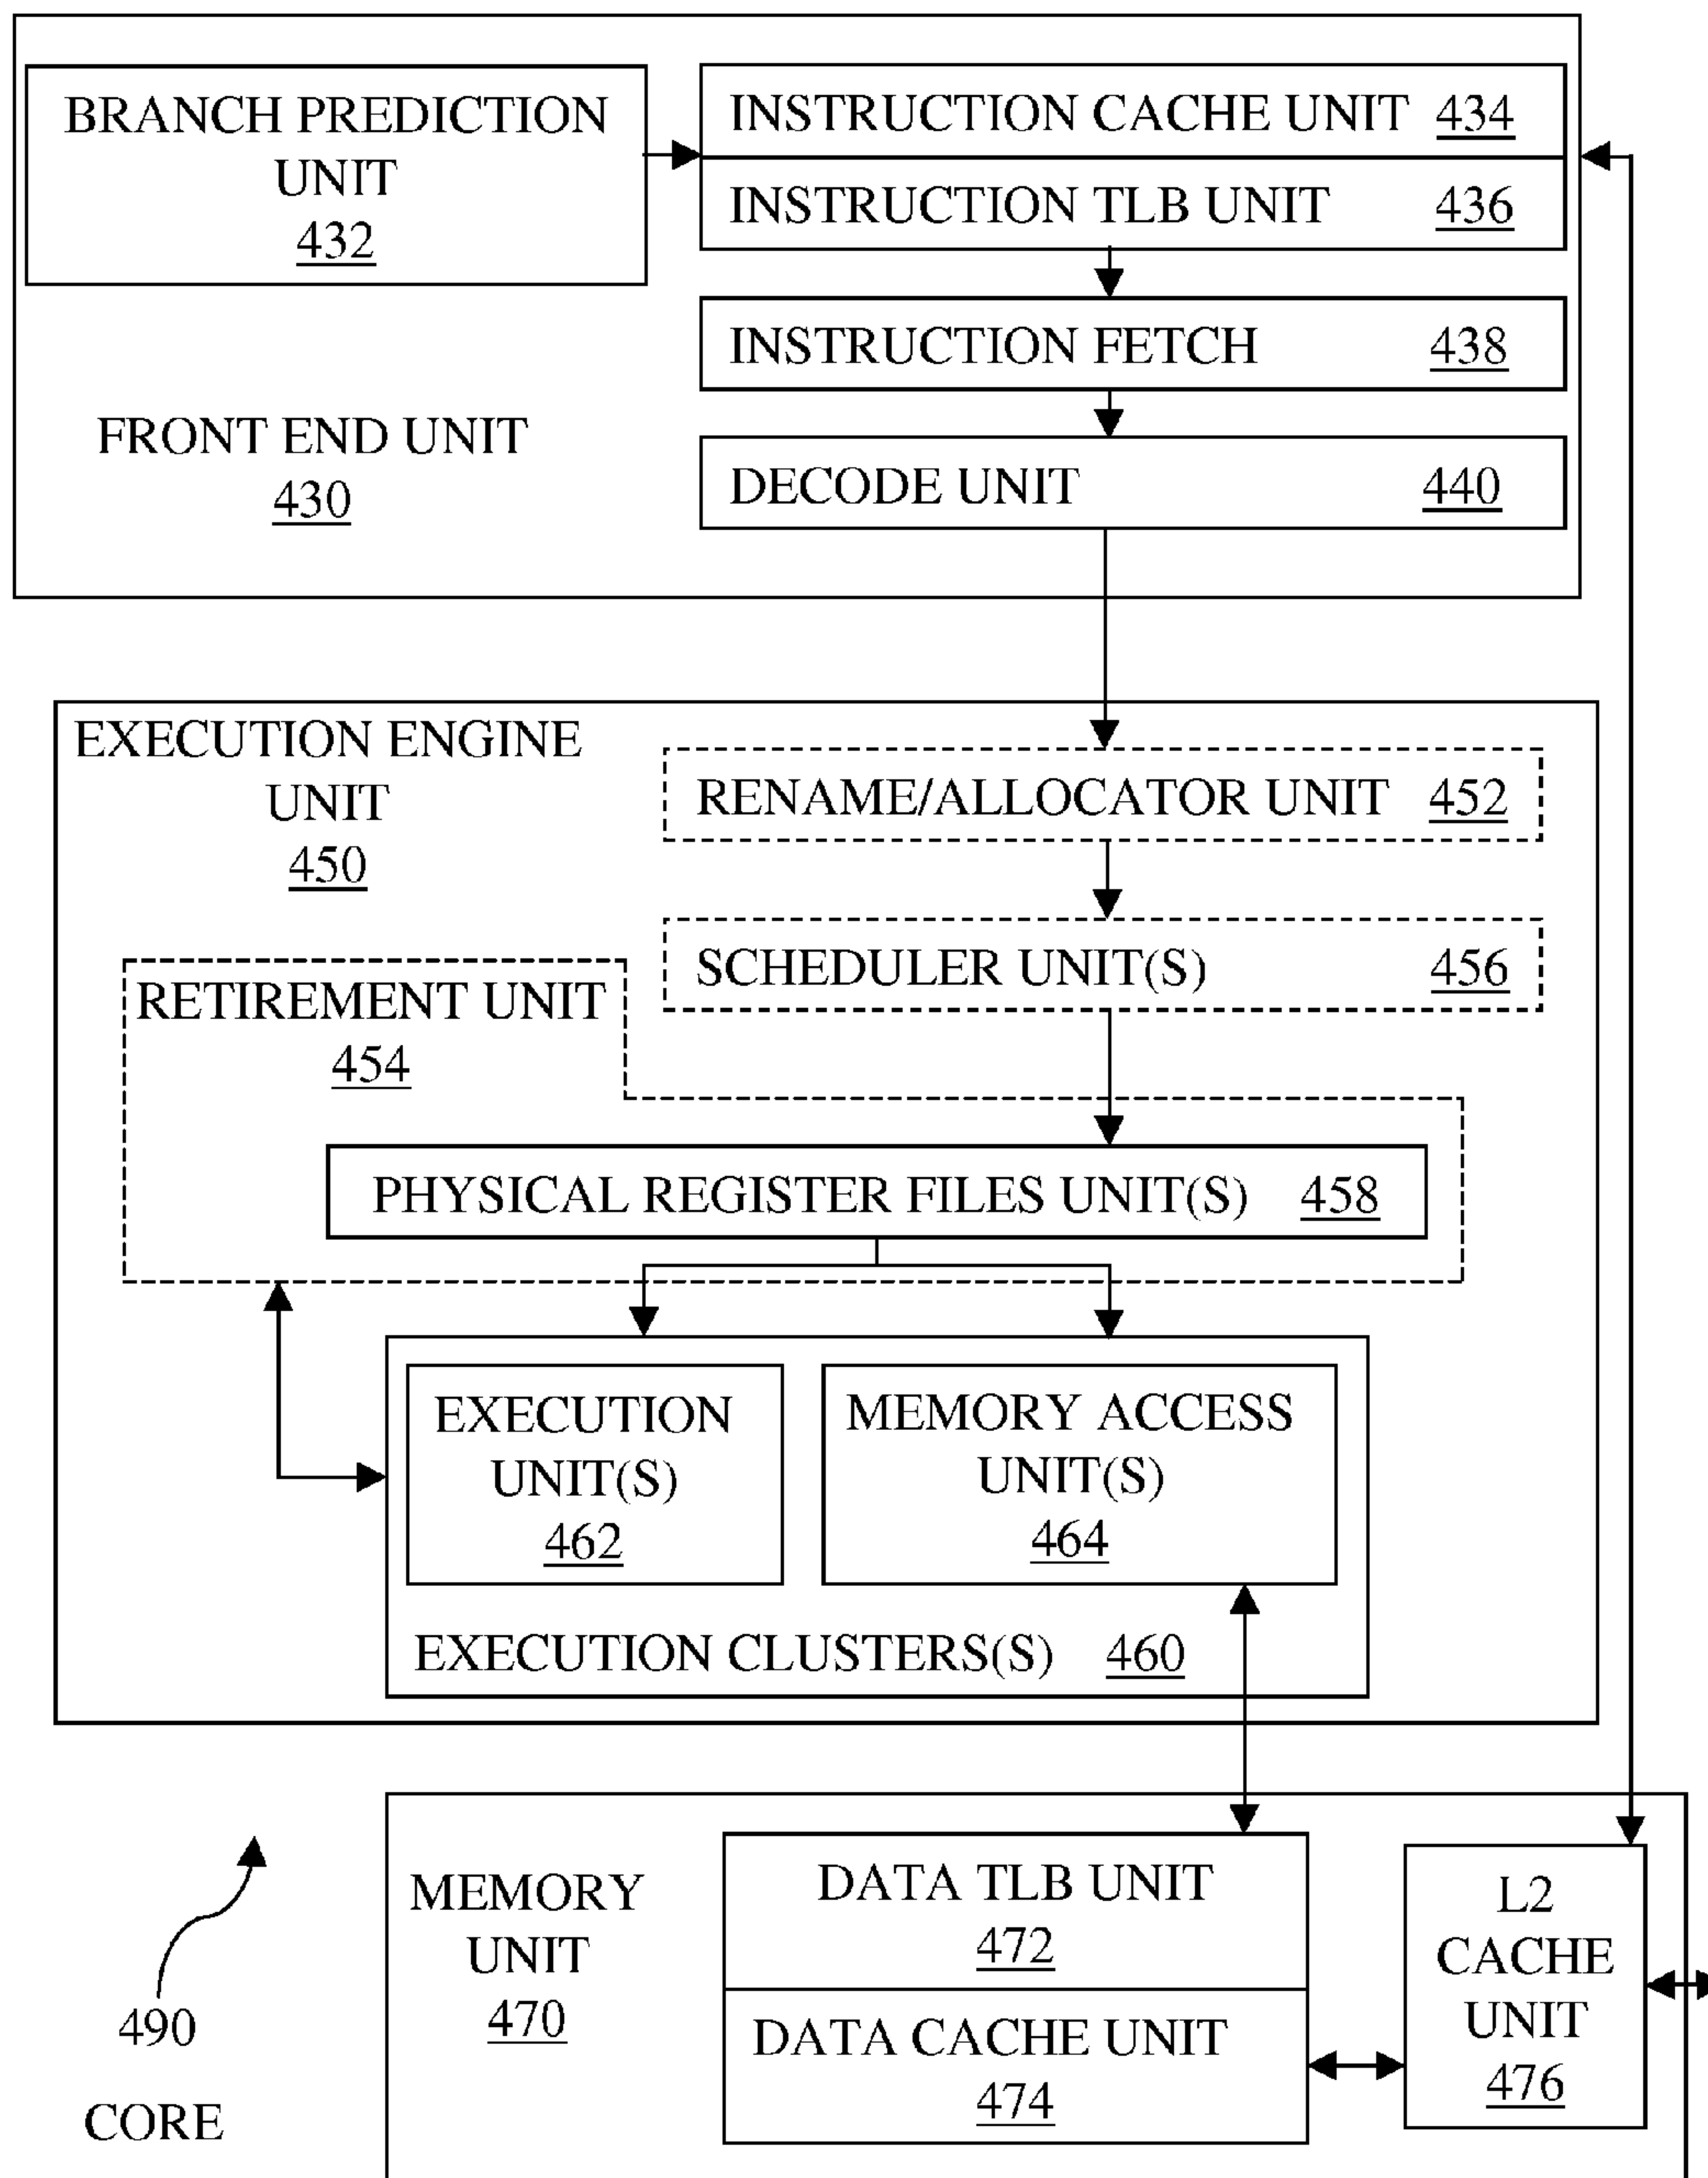 BRANCH PREDICTION
UNIT
432
INSTRUCTION CACHE UNIT 434
INSTRUCTION TLB UNIT 436
INSTRUCTION FETCH 438
FRONT END UNIT
430
DECODE UNIT 440
EXECUTION ENGINE
UNIT
450
RENAME/ALLOCATOR UNIT 452
SCHEDULER UNIT(S) 456
RETIREMENT UNIT
454
PHYSICAL REGISTER FILES UNIT(S) 458
EXECUTION
UNIT(S)
462
MEMORY ACCESS
UNIT(S)
464
EXECUTION CLUSTERS(S) 460
MEMORY
UNIT
470
DATA TLB UNIT
472
DATA CACHE UNIT
474
L2
CACHE
UNIT
476
490
CORE